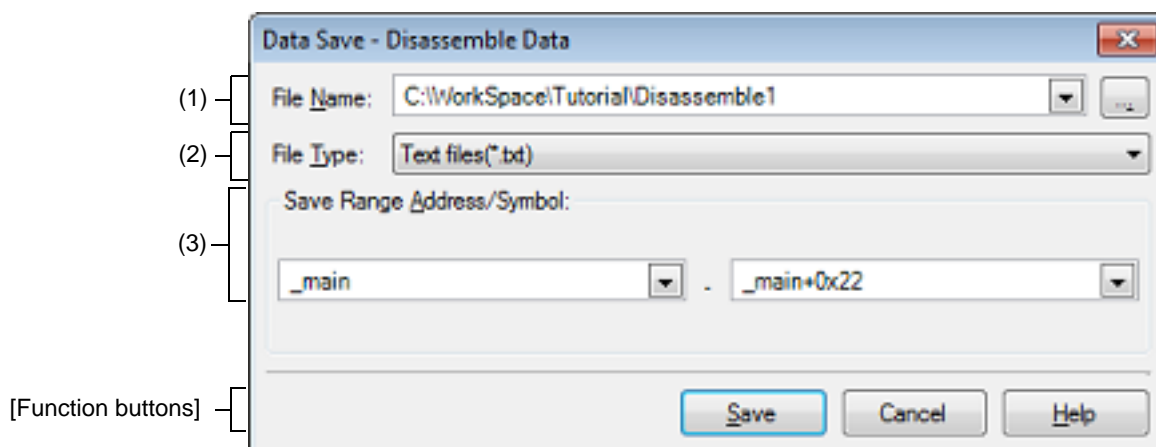 Data Save - Disassemble Data
(1) File Name: C:\WorkSpace\Tutorial\Disassemble1 ...
(2) File Type: Text files(*.txt)
Save Range Address/Symbol:
(3)
_main - _main+0x22
[Function buttons] Save Cancel Help